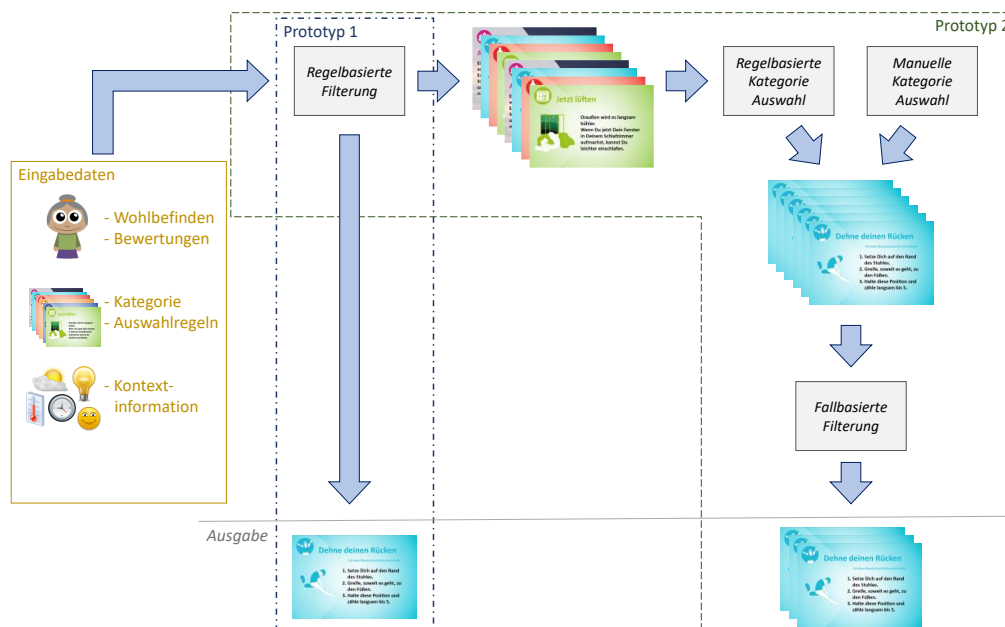 Prototyp 1
Prototyp 2
Regelbasierte
Filterung
Jetzt lüften
Draußen wird es langsam
kühler.
Wenn Du jetzt Dein Fenster
in Deinem Schlafzimmer
aufmachst, kannst Du
leichter einschlafen.
Regelbasierte
Kategorie
Auswahl
Manuelle
Kategorie
Auswahl
Eingabedaten
- Wohlbefinden
- Bewertungen
- Kategorie
- Auswahlregeln
- Kontext-
information
Jetzt lüften
Dehne deinen Rücken
1. Setze Dich auf den Rand
des Stuhles.
2. Greife, soweit es geht, zu
den Füßen.
3. Halte diese Position und
zähle langsam bis 5.
Fallbasierte
Filterung
Ausgabe
Dehne deinen Rücken
1. Setze Dich auf den Rand
des Stuhles.
2. Greife, soweit es geht, zu
den Füßen.
3. Halte diese Position und
zähle langsam bis 5.
Dehne deinen Rücken
1. Setze Dich auf den Rand
des Stuhles.
2. Greife, soweit es geht, zu
den Füßen.
3. Halte diese Position und
zähle langsam bis 5.